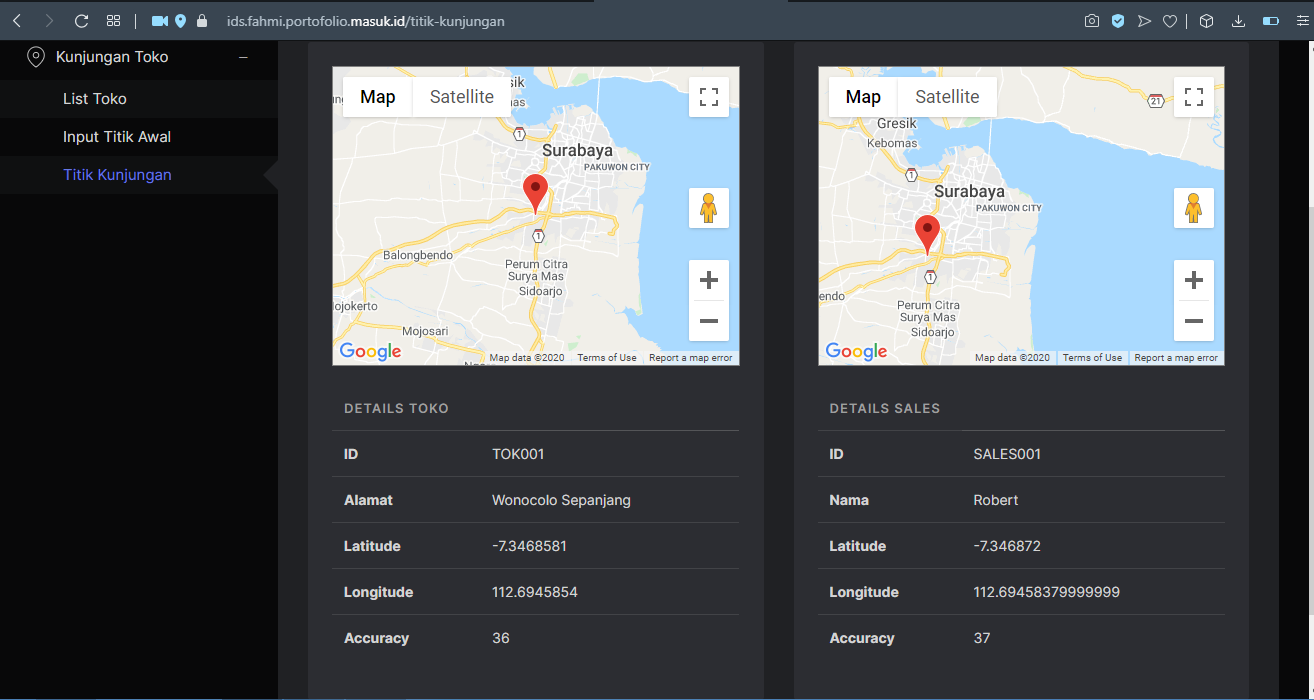 ids.fahmi.portofolio.masuk.id/titik-kunjungan
Kunjungan Toko
List Toko
Input Titik Awal
Titik Kunjungan
Map
Satellite
1
Surabaya
PAKUWON CITY
1
Balongbendo
Perum Citra
Surya Mas
Sidoarjo
Mojosari
Google
Map data ©2020
Terms of Use
Report a map error
DETAILS TOKO
ID TOK001
Alamat Wonocolo Sepanjang
Latitude -7.3468581
Longitude 112.6945854
Accuracy 36
Map
Satellite
21
Gresik
Kebomas
1
Surabaya
PAKUWON CITY
1
endo
Perum Citra
Surya Mas
Sidoarjo
Google
Map data ©2020
Terms of Use
Report a map error
DETAILS SALES
ID SALES001
Nama Robert
Latitude -7.346872
Longitude 112.69458379999999
Accuracy 37